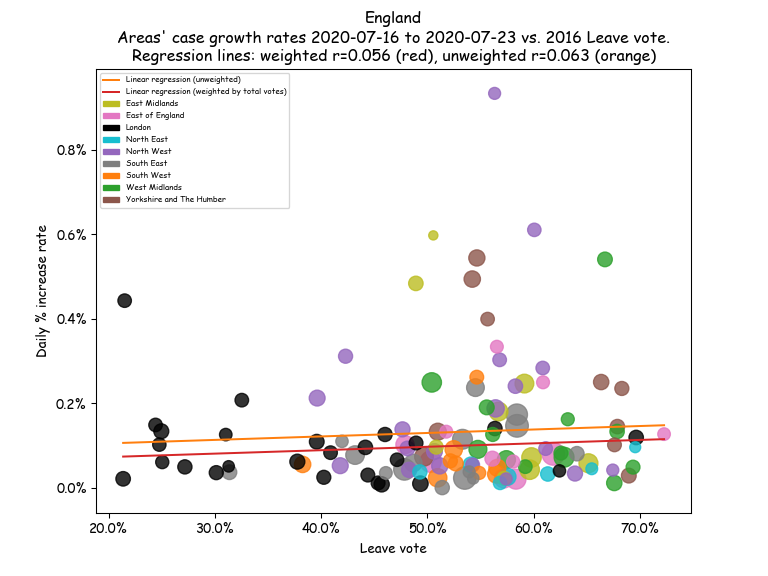 England
Areas' case growth rates 2020-07-16 to 2020-07-23 vs. 2016 Leave vote.
Regression lines: weighted r=0.056 (red), unweighted r=0.063 (orange)
Linear regression (unweighted)
Linear regression (weighted by total votes)
East Midlands
East of England
London
North East
North West
South East
South West
West Midlands
Yorkshire and The Humber
Daily % increase rate
0.8%
0.6%
0.4%
0.2%
0.0%
20.0% 30.0% 40.0% 50.0% 60.0% 70.0%
Leave vote